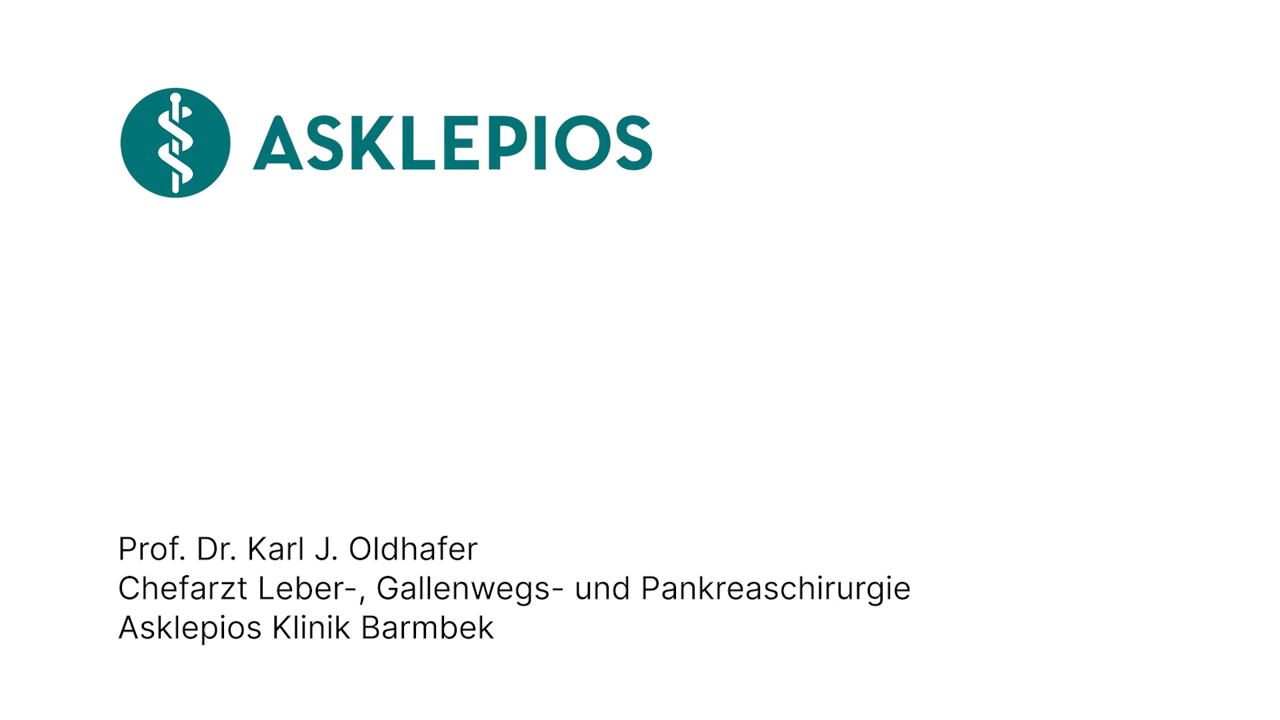 ASKLEPIOS
Prof. Dr. Karl J. Oldhafer
Chefarzt Leber-, Gallenwegs- und Pankreaschirurgie
Asklepios Klinik Barmbek